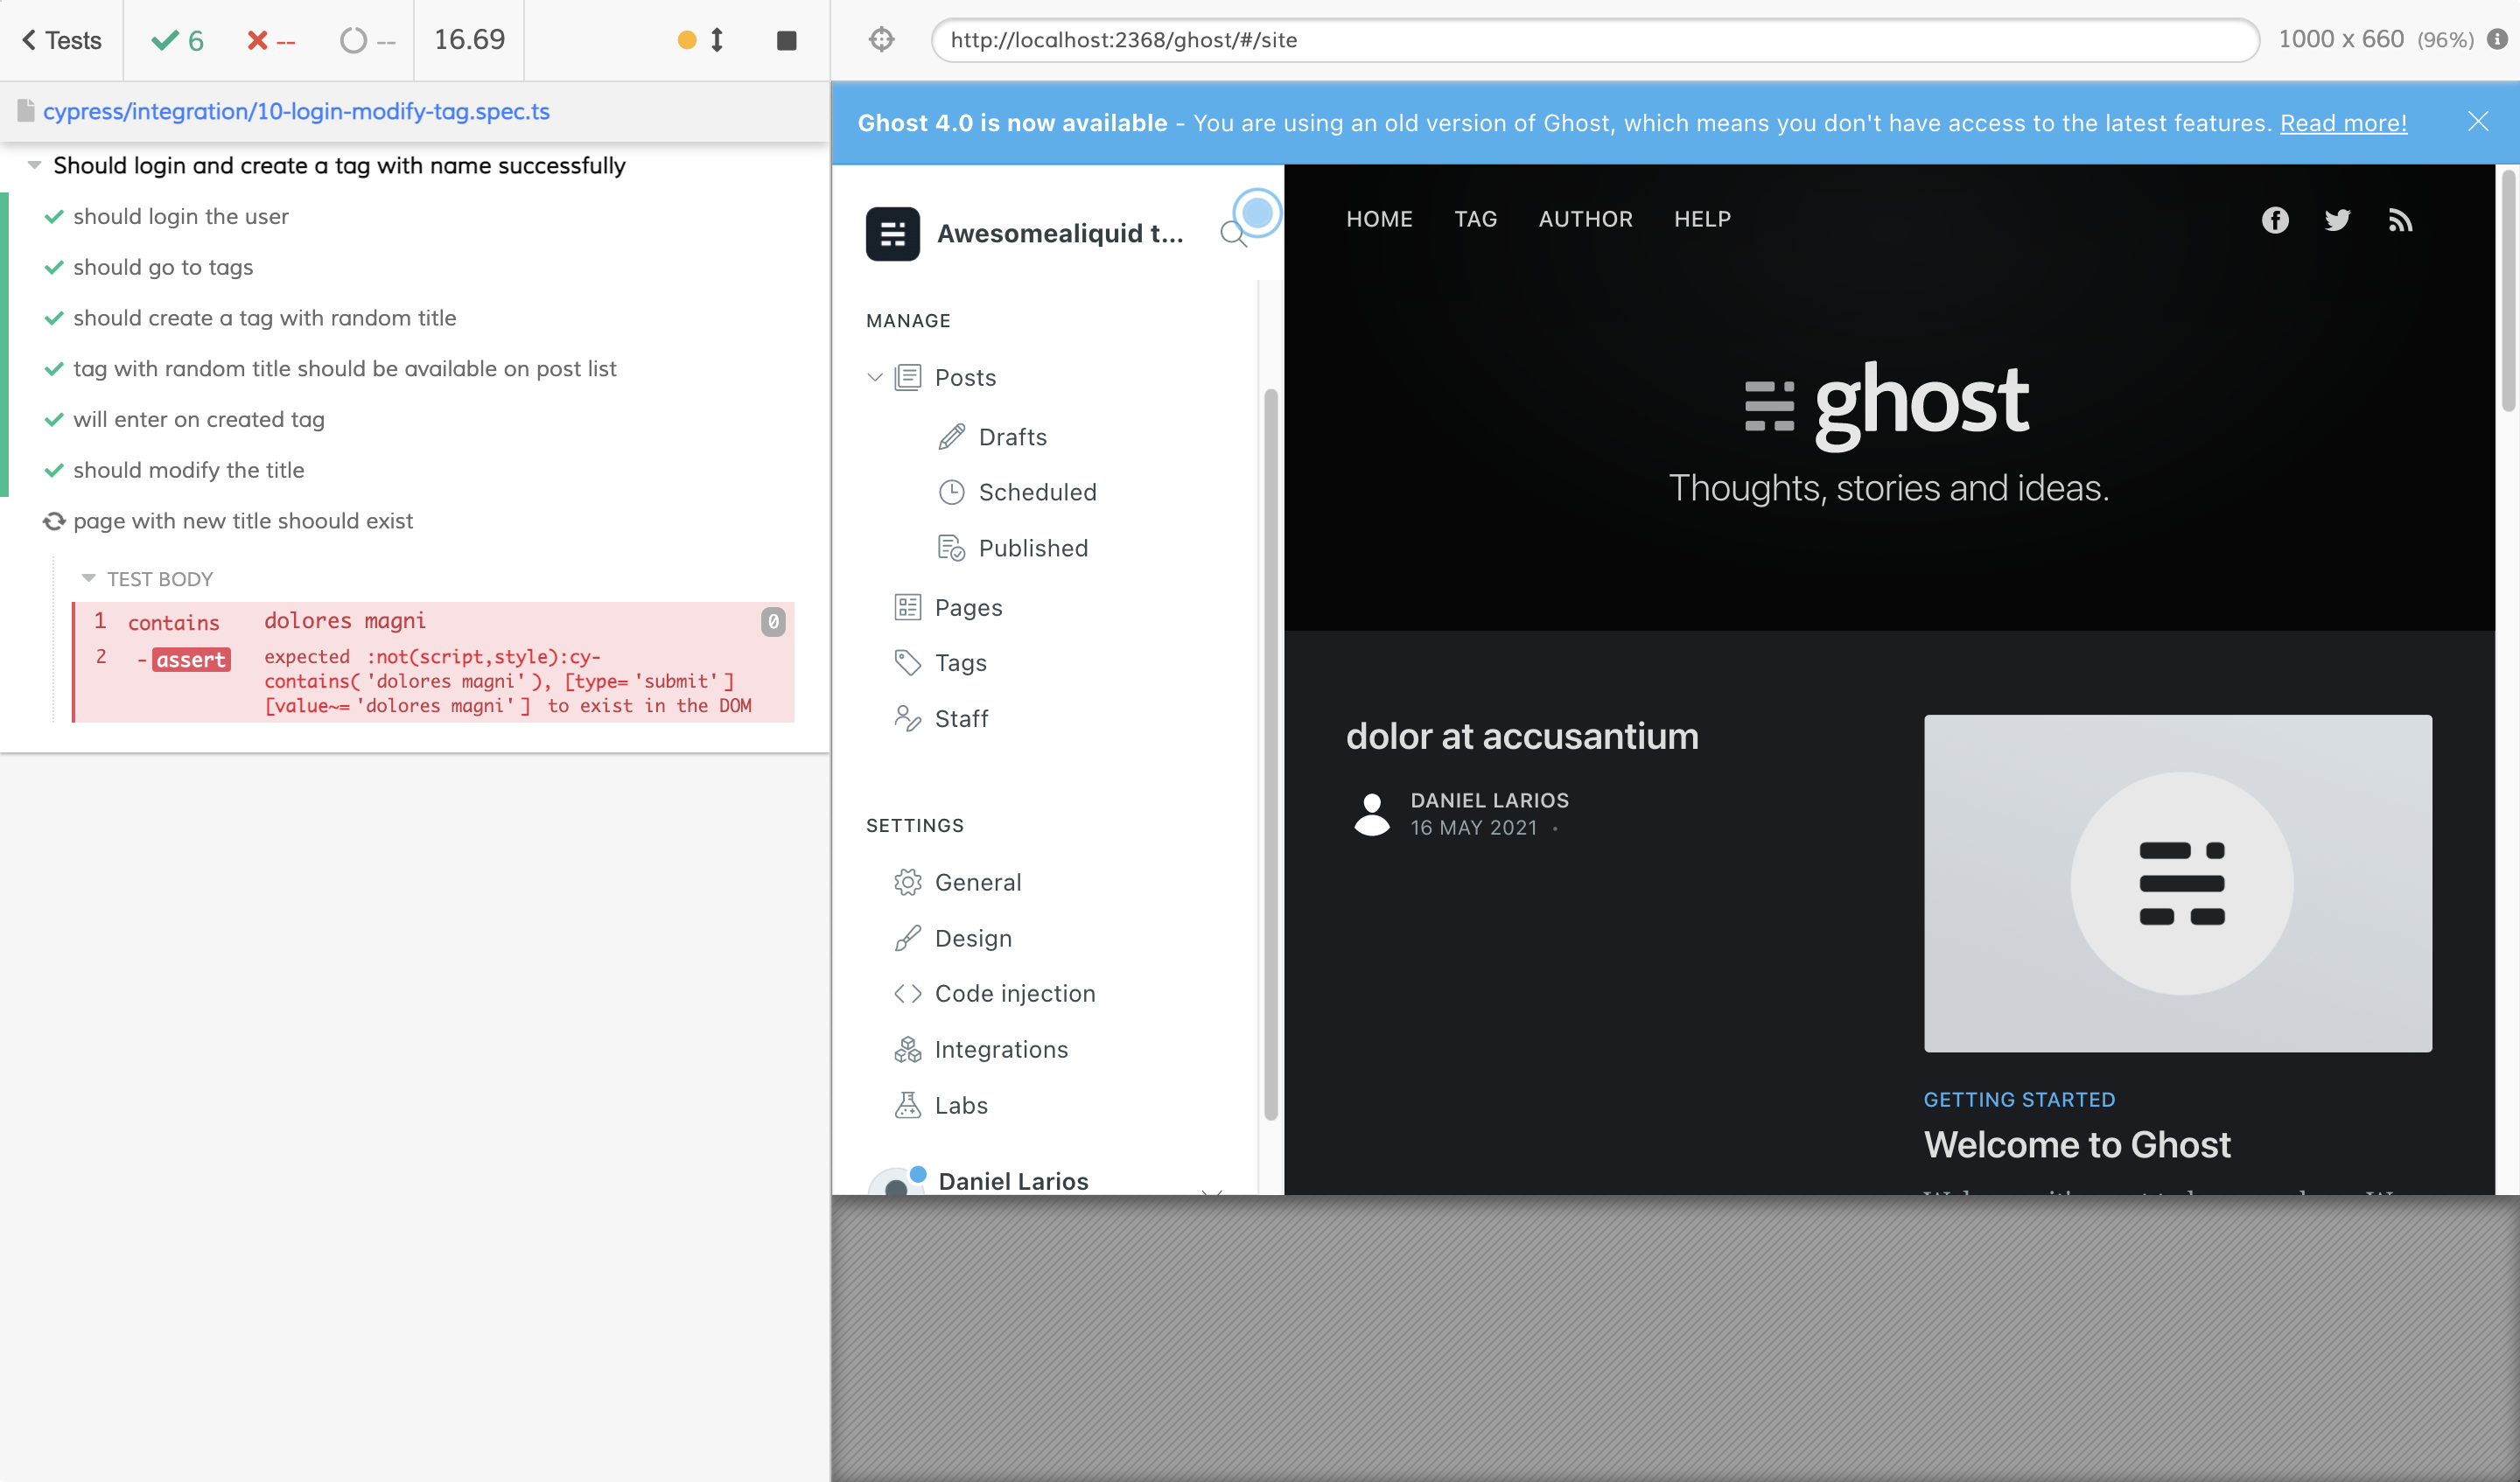 Tests
6
--
--
16.69
http://localhost:2368/ghost/#/site
1000 x 660 (96%)
cypress/integration/10-login-modify-tag.spec.ts
Should login and create a tag with name successfully
should login the user
should go to tags
should create a tag with random title
tag with random title should be available on post list
will enter on created tag
should modify the title
page with new title shoould exist
TEST BODY
1 contains dolores magni 0
2 -assert expected :not(script,style):cy-
contains('dolores magni'), [type='submit']
[value~='dolores magni'] to exist in the DOM
Ghost 4.0 is now available - You are using an old version of Ghost, which means you don't have access to the latest features. Read more!
Awesomealiquid t...
MANAGE
Posts
Drafts
Scheduled
Published
Pages
Tags
Staff
SETTINGS
General
Design
Code injection
Integrations
Labs
Daniel Larios
HOME TAG AUTHOR HELP
ghost
Thoughts, stories and ideas.
dolor at accusantium
DANIEL LARIOS
16 MAY 2021 •
GETTING STARTED
Welcome to Ghost